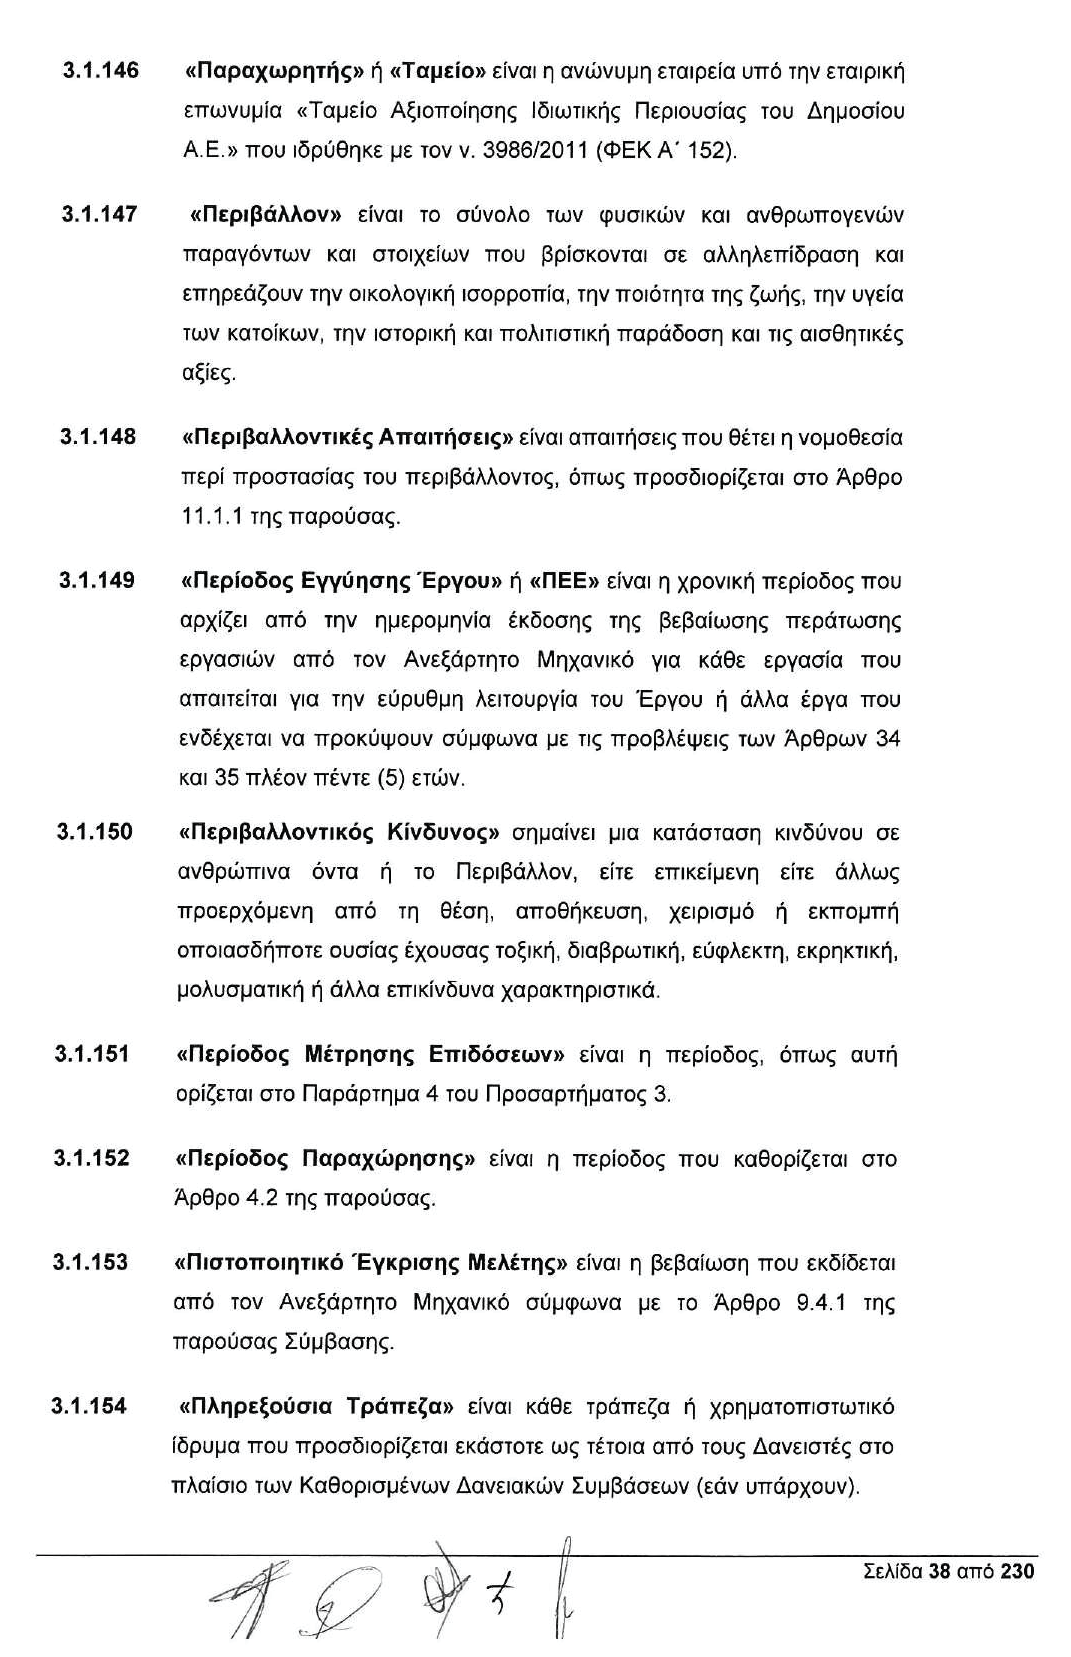 3.1.146 «Παραχωρητής» ή «Ταμείο» είναι η ανώνυμη εταιρεία υπό την εταιρική
επωνυμία «Ταμείο Αξιοποίησης Ιδιωτικής Περιουσίας του Δημοσίου
Α.Ε.» που ιδρύθηκε με τον ν. 3986/2011 (ΦΕΚ Α΄ 152).
3.1.147 «Περιβάλλον» είναι το σύνολο των φυσικών και ανθρωπογενών
παραγόντων και στοιχείων που βρίσκονται σε αλληλεπίδραση και
επηρεάζουν την οικολογική ισορροπία, την ποιότητα της ζωής, την υγεία
των κατοίκων, την ιστορική και πολιτιστική παράδοση και τις αισθητικές
αξίες.
3.1.148 «Περιβαλλοντικές Απαιτήσεις» είναι απαιτήσεις που θέτει η νομοθεσία
περί προστασίας του περιβάλλοντος, όπως προσδιορίζεται στο Άρθρο
11.1.1 της παρούσας.
3.1.149 «Περίοδος Εγγύησης Έργου» ή «ΠΕΕ» είναι η χρονική περίοδος που
αρχίζει από την ημερομηνία έκδοσης της βεβαίωσης περάτωσης
εργασιών από τον Ανεξάρτητο Μηχανικό για κάθε εργασία που
απαιτείται για την εύρυθμη λειτουργία του Έργου ή άλλα έργα που
ενδέχεται να προκύψουν σύμφωνα με τις προβλέψεις των Άρθρων 34
και 35 πλέον πέντε (5) ετών.
3.1.150 «Περιβαλλοντικός Κίνδυνος» σημαίνει μια κατάσταση κινδύνου σε
ανθρώπινα όντα ή το Περιβάλλον, είτε επικείμενη είτε άλλως
προερχόμενη από τη θέση, αποθήκευση, χειρισμό ή εκπομπή
οποιασδήποτε ουσίας έχουσας τοξική, διαβρωτική, εύφλεκτη, εκρηκτική,
μολυσματική ή άλλα επικίνδυνα χαρακτηριστικά.
3.1.151 «Περίοδος Μέτρησης Επιδόσεων» είναι η περίοδος, όπως αυτή
ορίζεται στο Παράρτημα 4 του Προσαρτήματος 3.
3.1.152 «Περίοδος Παραχώρησης» είναι η περίοδος που καθορίζεται στο
Άρθρο 4.2 της παρούσας.
3.1.153 «Πιστοποιητικό Έγκρισης Μελέτης» είναι η βεβαίωση που εκδίδεται
από τον Ανεξάρτητο Μηχανικό σύμφωνα με το Άρθρο 9.4.1 της
παρούσας Σύμβασης.
3.1.154 «Πληρεξούσια Τράπεζα» είναι κάθε τράπεζα ή χρηματοπιστωτικό
ίδρυμα που προσδιορίζεται εκάστοτε ως τέτοια από τους Δανειστές στο
πλαίσιο των Καθορισμένων Δανειακών Συμβάσεων (εάν υπάρχουν).
Σελίδα 38 από 230